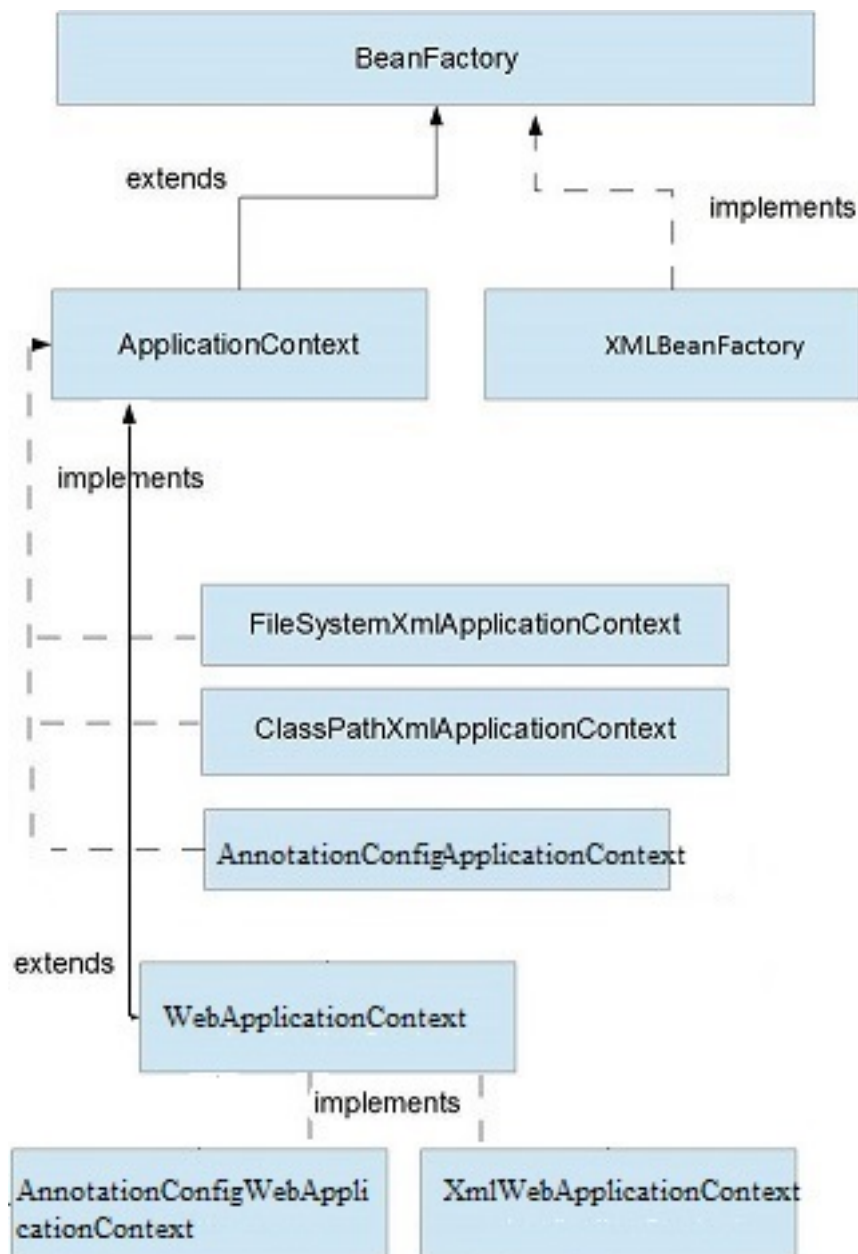 BeanFactory
extends
implements
ApplicationContext
XMLBeanFactory
implements
FileSystemXmlApplicationContext
ClassPathXmlApplicationContext
AnnotationConfigApplicationContext
extends
WebApplicationContext
implements
AnnotationConfigWebAppli
cationContext
XmlWebApplicationContext